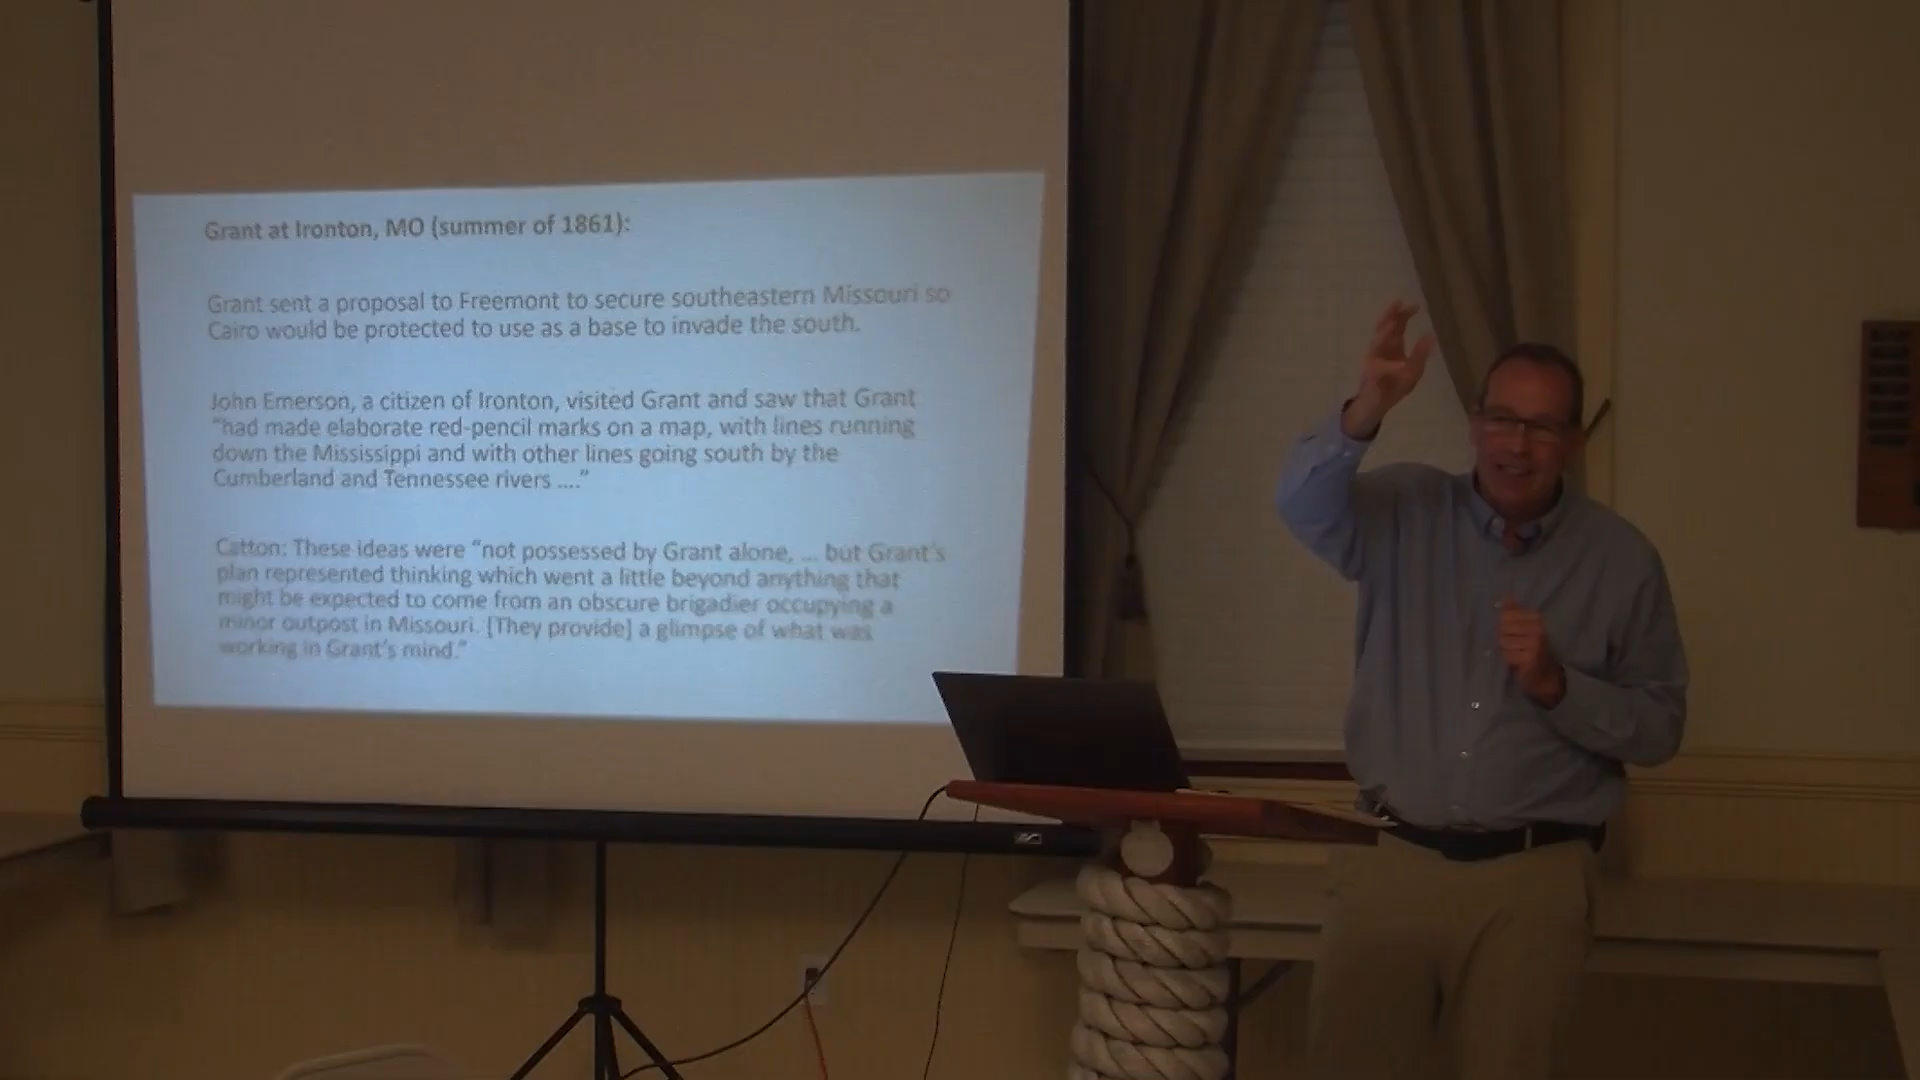 Grant at Ironton, MO (summer of 1861):
Grant sent a proposal to Freemont to secure southeastern Missouri so
Cairo would be protected to use as a base to invade the south.
John Emerson, a citizen of Ironton, visited Grant and saw that Grant
"had made elaborate red-pencil marks on a map, with lines running
down the Mississippi and with other lines going south by the
Cumberland and Tennessee rivers ...."
Catton: These ideas were "not possessed by Grant alone, ... but Grant's
plan represented thinking which went a little beyond anything that
might be expected to come from an obscure brigadier occupying a
minor outpost in Missouri. [They provide] a glimpse of what was
working in Grant's mind."